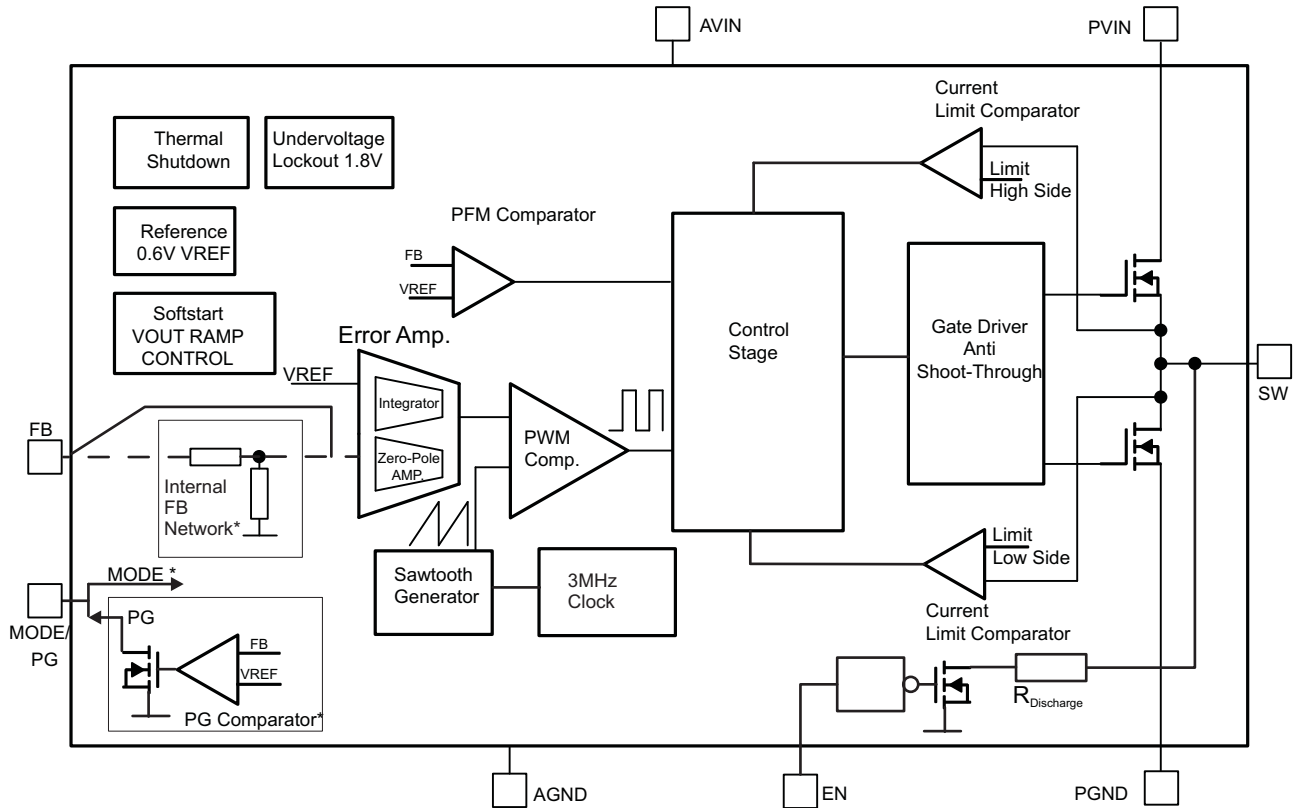 AVIN
PVIN
Current
Limit Comparator
Thermal
Shutdown
Undervoltage
Lockout 1.8V
Limit
High Side
PFM Comparator
Reference
0.6V VREF
FB
VREF
Softstart
VOUT RAMP
CONTROL
Error Amp.
Control
Stage
Gate Driver
Anti
Shoot-Through
VREF
Integrator
SW
FB
PWM
Comp.
Zero-Pole
AMP.
Internal
FB
Network*
Limit
Low Side
MODE *
Sawtooth
Generator
3MHz
Clock
Current
Limit Comparator
PG
MODE/
PG
FB
VREF
RDischarge
PG Comparator*
AGND
EN
PGND